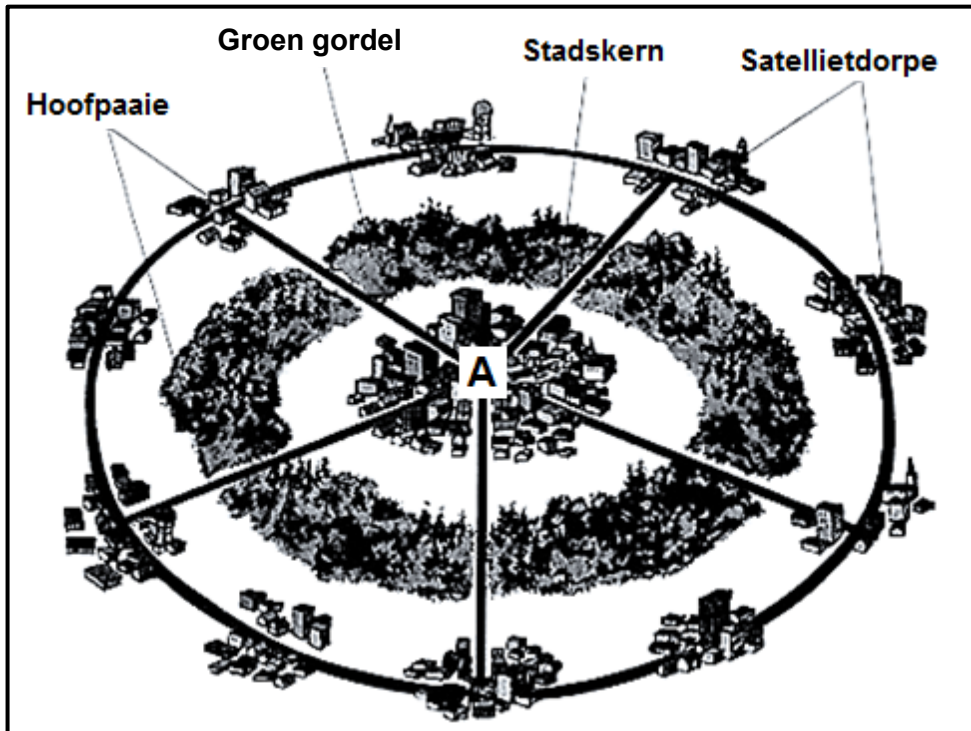 Groen gordel
Stadskern
Satellietdorpe
Hoofpaaie
A